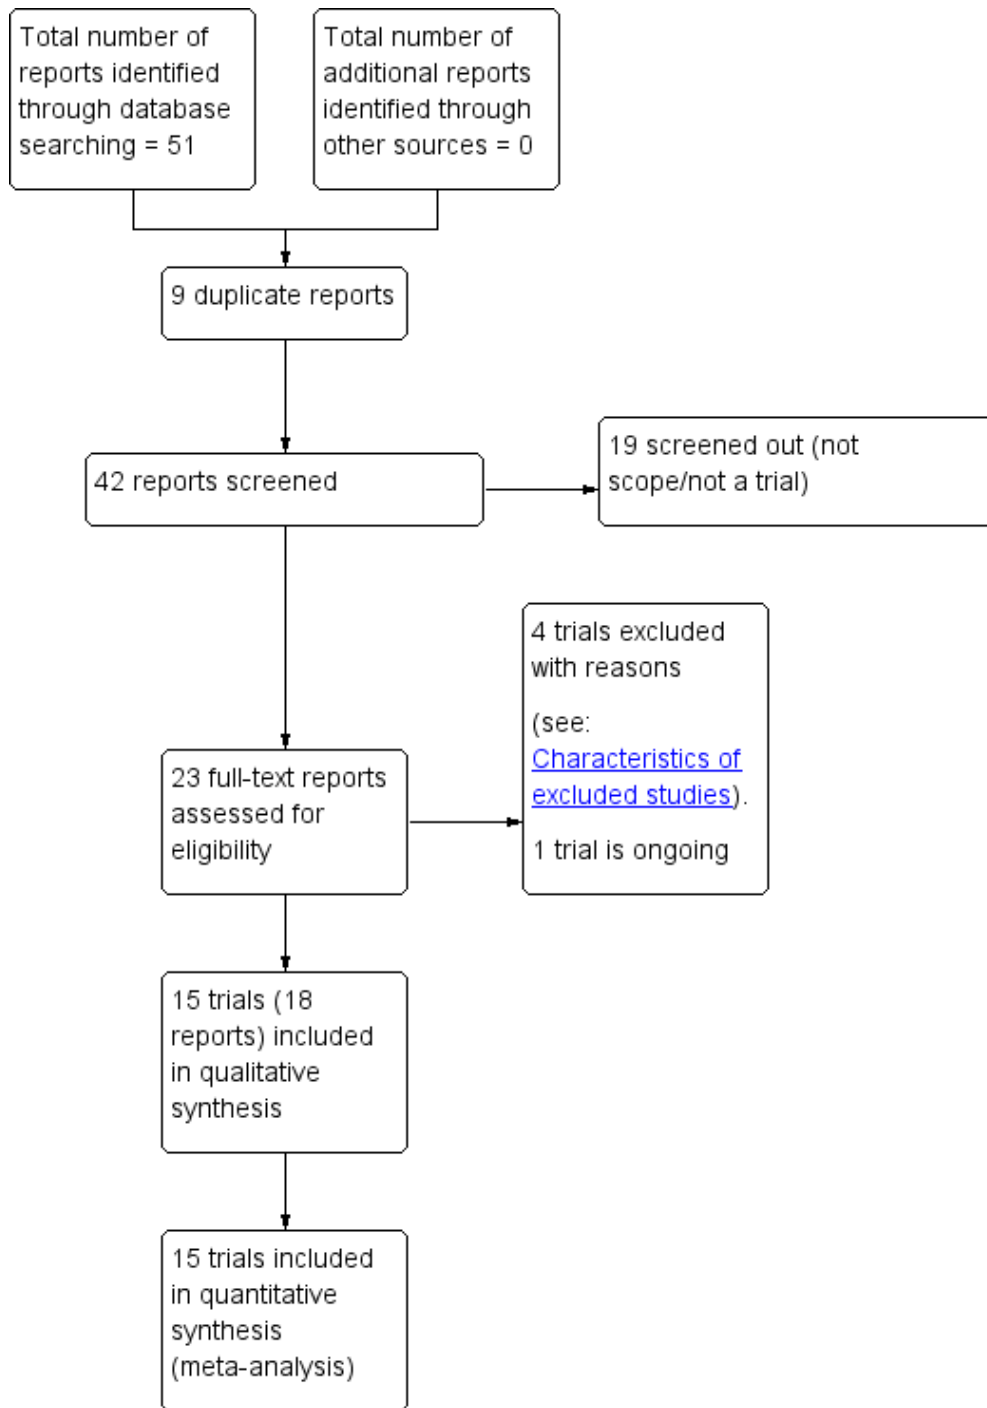 Total number of
reports identified
through database
searching = 51
Total number of
additional reports
identified through
other sources = 0
9 duplicate reports
42 reports screened
19 screened out (not
scope/not a trial)
4 trials excluded
with reasons
(see:
Characteristics of
excluded studies).
1 trial is ongoing
23 full-text reports
assessed for
eligibility
15 trials (18
reports) included
in qualitative
synthesis
15 trials included
in quantitative
synthesis
(meta-analysis)